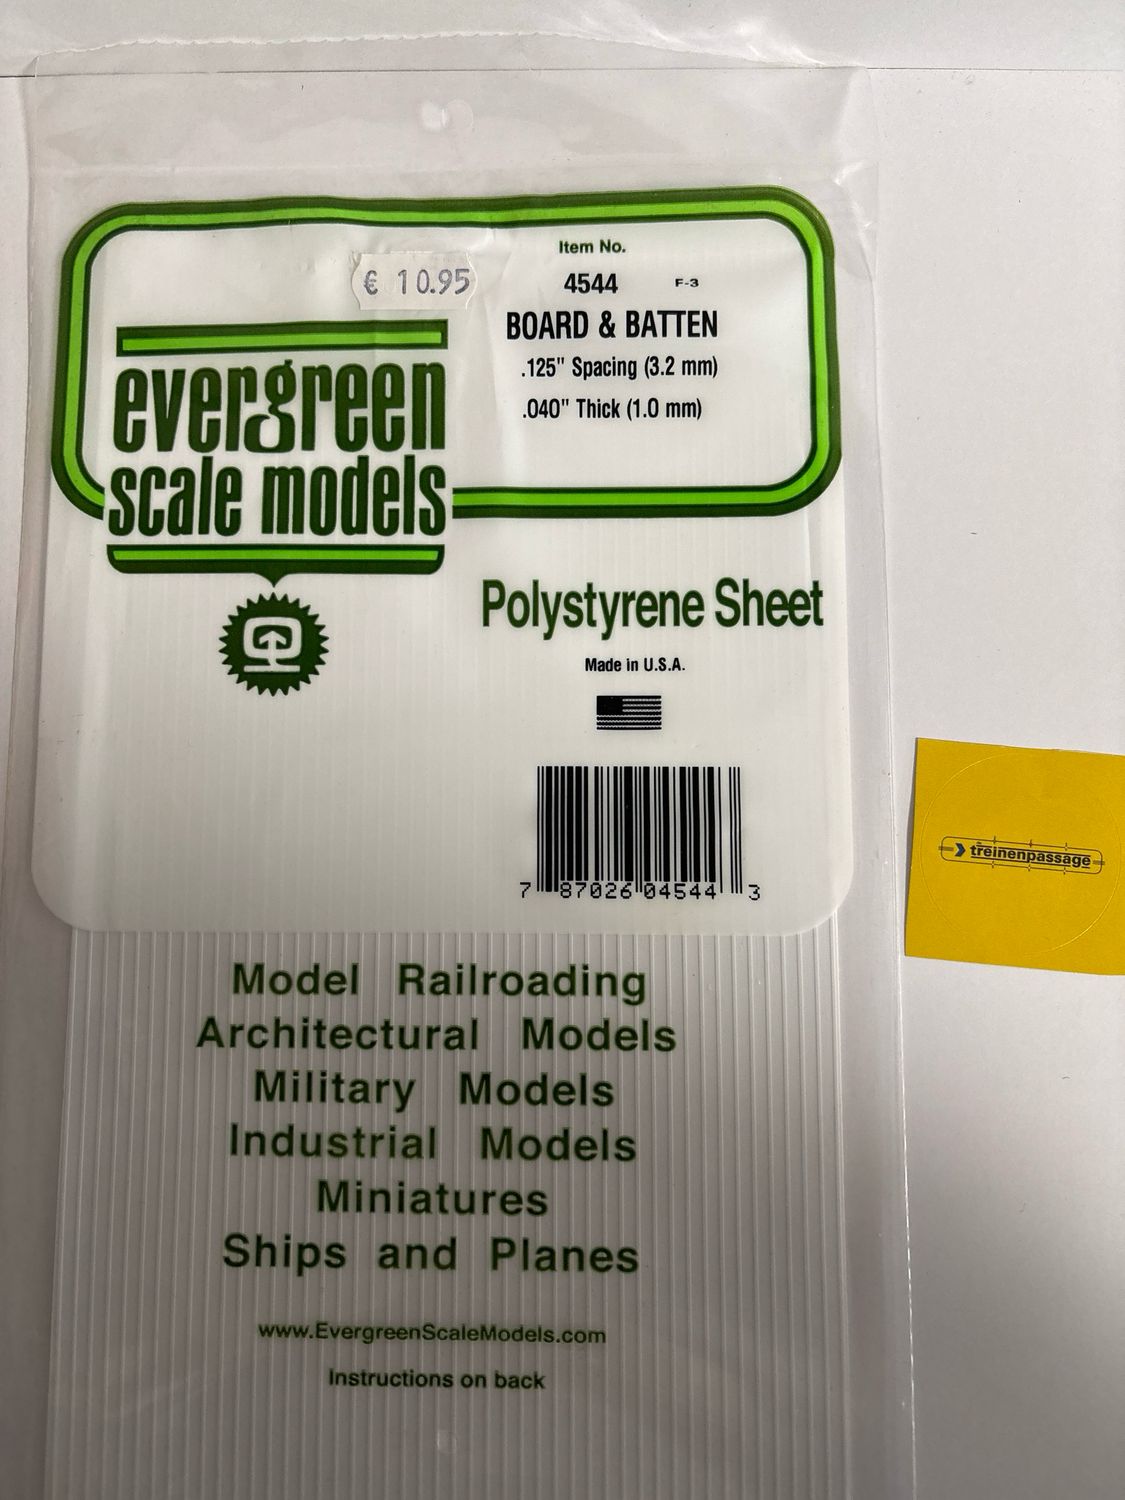 € 10.95
Item No.
4544 F-3
BOARD & BATTEN
.125" Spacing (3.2 mm)
.040" Thick (1.0 mm)
evergreen
scale models
Polystyrene Sheet
Made in U.S.A.
7 87026 04544 3
treinenpassage
Model Railroading
Architectural Models
Military Models
Industrial Models
Miniatures
Ships and Planes
www.EvergreenScaleModels.com
Instructions on back